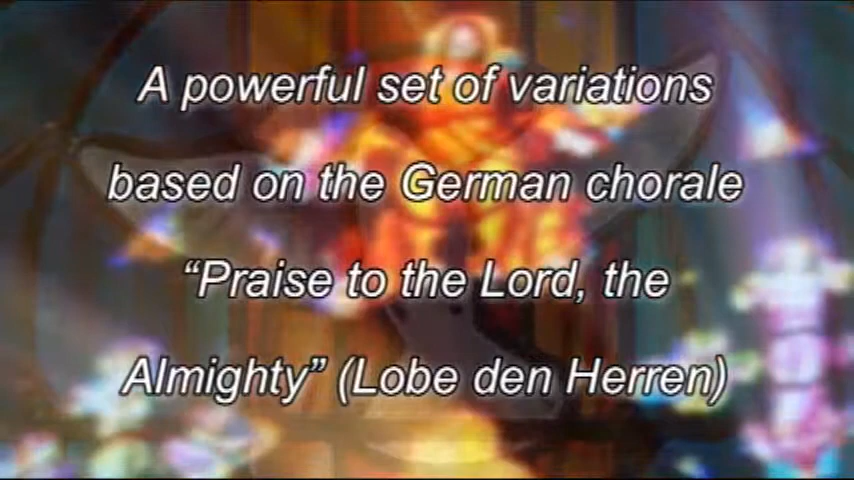 A powerful set of variations
based on the German chorale
“Praise to the Lord, the
Almighty” (Lobe den Herren)